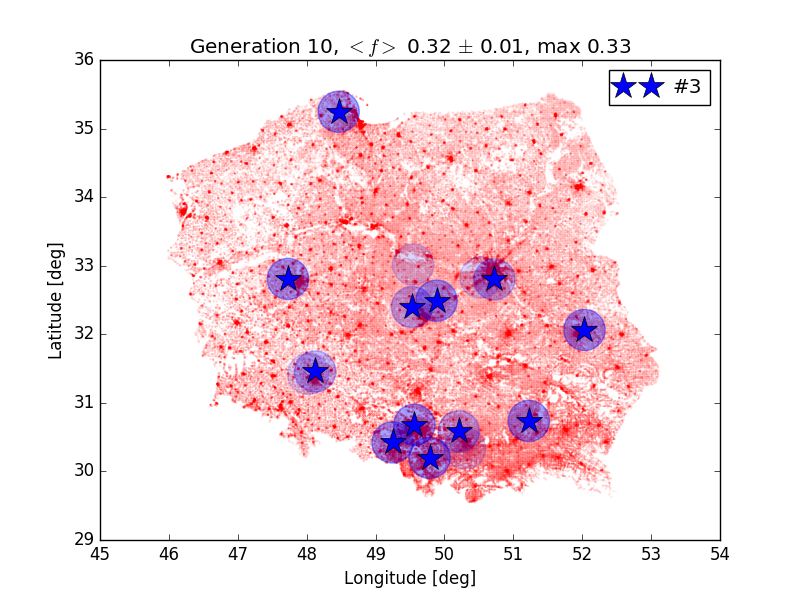 Generation 10, < f > 0.32 ± 0.01, max 0.33
#3
36
35
34
33
32
31
30
29
Latitude [deg]
45 46 47 48 49 50 51 52 53 54
Longitude [deg]